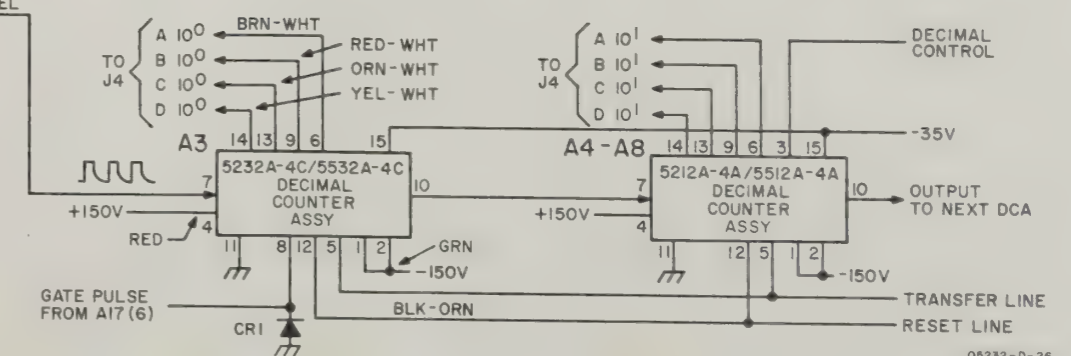 EL
BRN-WHT
A 10⁰
B 10⁰
C 10⁰
D 10⁰
TO
J4
RED-WHT
ORN-WHT
YEL-WHT
A 10¹
B 10¹
C 10¹
D 10¹
TO
J4
DECIMAL
CONTROL
-35V
A3
14 13 9 6 15
5232A-4C/5532A-4C
DECIMAL
COUNTER
ASSY
7
+150V
4
RED
10
11 8 12 5 1 2
GRN
-150V
A4-A8
14 13 9 6 3 15
5212A-4A/5512A-4A
DECIMAL
COUNTER
ASSY
7
+150V
4
10
OUTPUT
TO NEXT DCA
11 12 5 1 2
-150V
GATE PULSE
FROM A17(6)
CR1
BLK-ORN
TRANSFER LINE
RESET LINE
05232-D-26